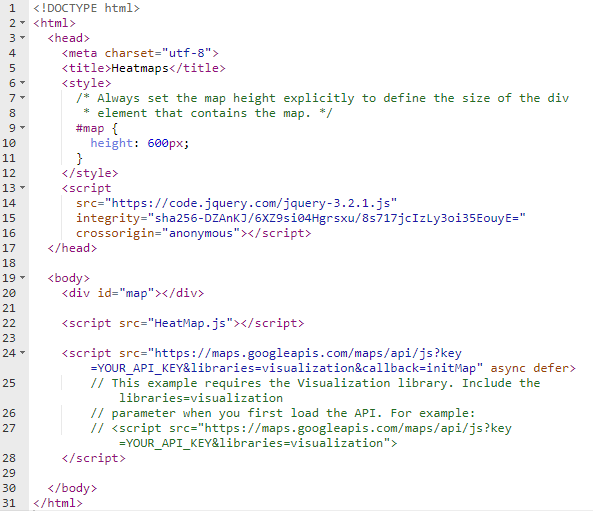 1 <!DOCTYPE html>
2 <html>
3 <head>
4 <meta charset="utf-8">
5 <title>Heatmaps</title>
6 <style>
7 /* Always set the map height explicitly to define the size of the div
8 * element that contains the map. */
9 #map {
10 height: 600px;
11 }
12 </style>
13 <script
14 src="https://code.jquery.com/jquery-3.2.1.js"
15 integrity="sha256-DZAnKJ/6XZ9si04Hgrsxu/8s717jcIzLy3oi35EouyE="
16 crossorigin="anonymous"></script>
17 </head>
18
19 <body>
20 <div id="map"></div>
21
22 <script src="HeatMap.js"></script>
23
24 <script src="https://maps.googleapis.com/maps/api/js?key
=YOUR_API_KEY&libraries=visualization&callback=initMap" async defer>
25 // This example requires the Visualization library. Include the
libraries=visualization
26 // parameter when you first load the API. For example:
27 // <script src="https://maps.googleapis.com/maps/api/js?key
=YOUR_API_KEY&libraries=visualization">
28 </script>
29
30 </body>
31 </html>